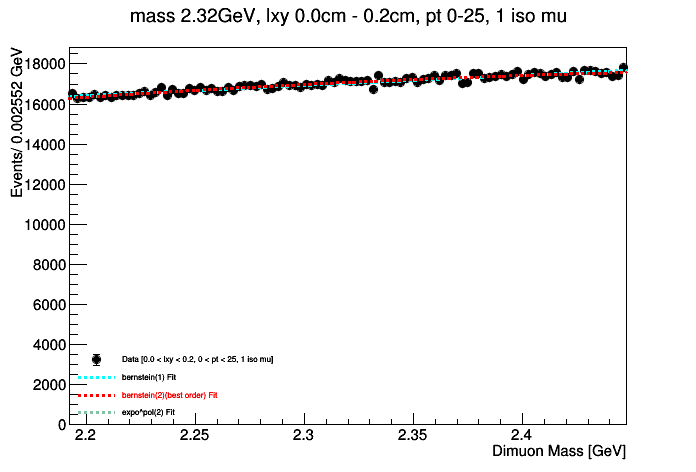 mass 2.32GeV, lxy 0.0cm - 0.2cm, pt 0-25, 1 iso mu
Events/ 0.002552 GeV
18000
16000
14000
12000
10000
8000
6000
4000
2000
0
Data [0.0 < lxy < 0.2, 0 < pt < 25, 1 iso mu]
bernstein(1) Fit
bernstein(2)(best order) Fit
expo^pol(2) Fit
2.2 2.25 2.3 2.35 2.4
Dimuon Mass [GeV]